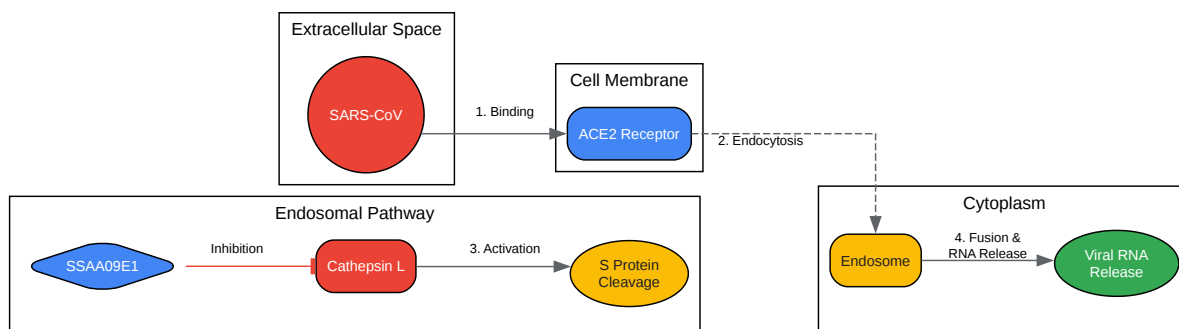 Extracellular Space
SARS-CoV
1. Binding
Cell Membrane
ACE2 Receptor
2. Endocytosis
Endosomal Pathway
SSAA09E1
Inhibition
Cathepsin L
3. Activation
S Protein
Cleavage
Cytoplasm
Endosome
4. Fusion &
RNA Release
Viral RNA
Release